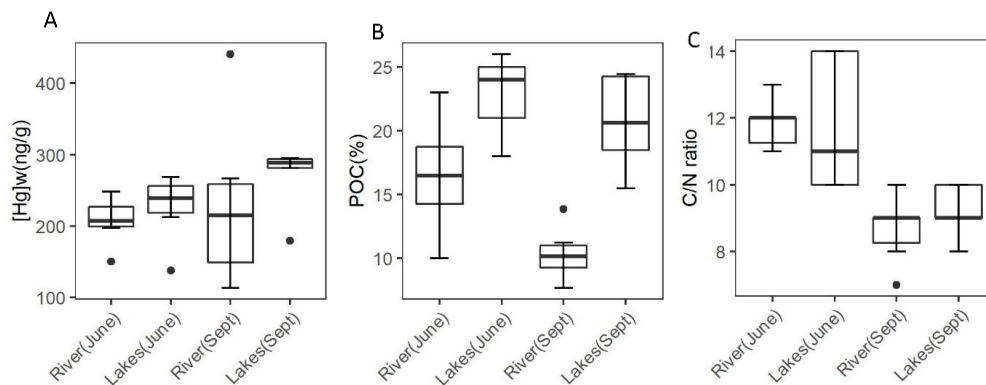 A
[Hg]w(ng/g)
400
300
200
100
River(June)
Lakes(June)
River(Sept)
Lakes(Sept)
B
POC(%)
25
20
15
10
River(June)
Lakes(June)
River(Sept)
Lakes(Sept)
C
C/N ratio
14
12
10
8
River(June)
Lakes(June)
River(Sept)
Lakes(Sept)